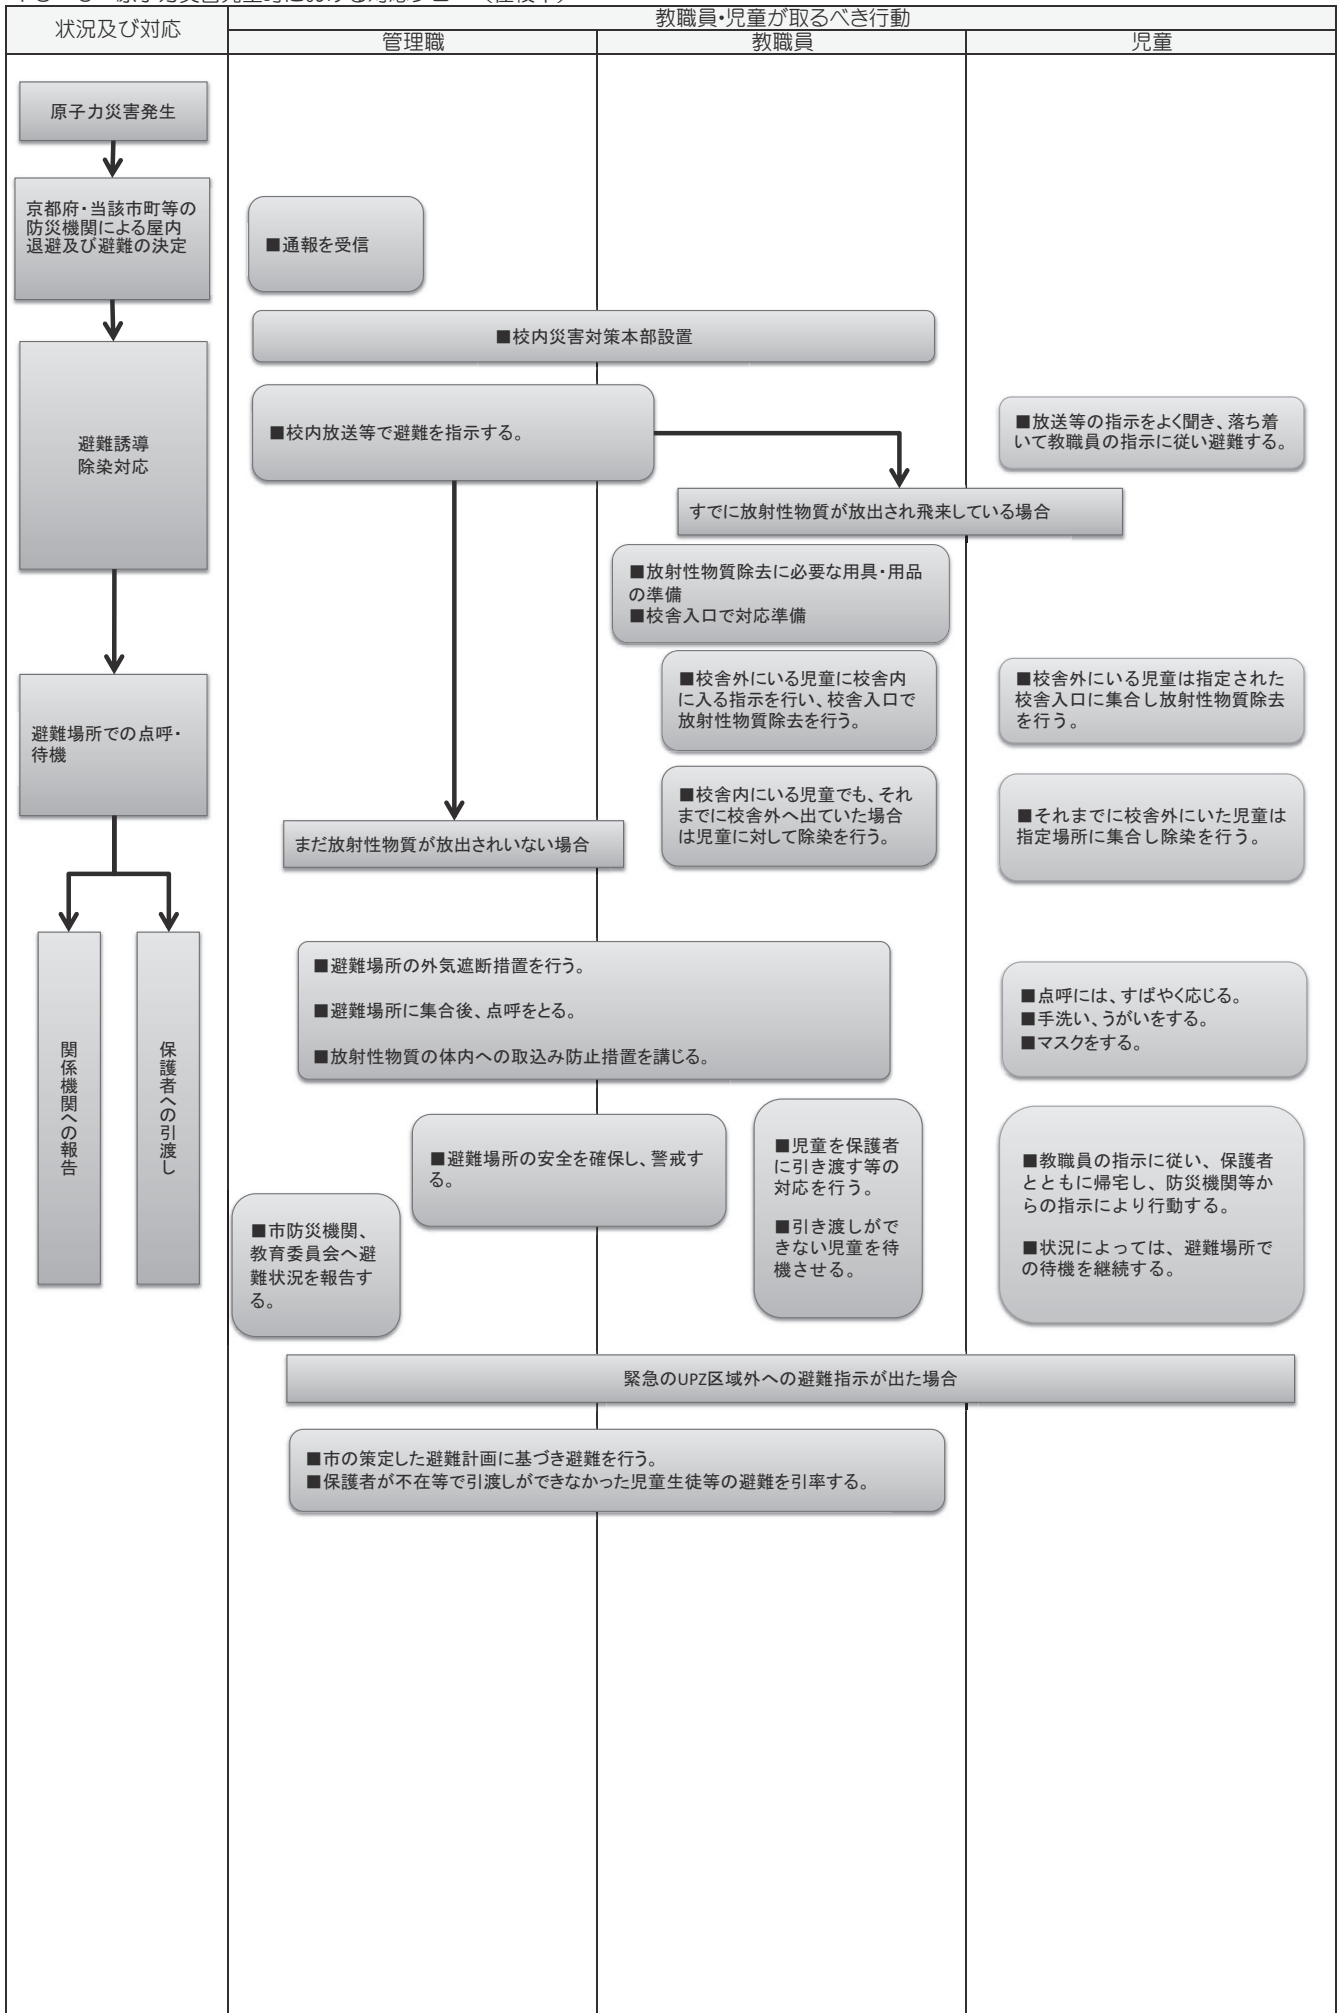 状況及び対応
教職員・児童が取るべき行動
管理職
教職員
児童
原子力災害発生
京都府・当該市町等の
防災機関による屋内
退避及び避難の決定
■通報を受信
■校内災害対策本部設置
避難誘導
除染対応
■校内放送等で避難を指示する。
■放送等の指示をよく聞き、落ち着
いて教職員の指示に従い避難する。
すでに放射性物質が放出され飛来している場合
■放射性物質除去に必要な用具・用品
の準備
■校舎入口で対応準備
■校舎外にいる児童に校舎内
に入る指示を行い、校舎入口で
放射性物質除去を行う。
■校舎外にいる児童は指定された
校舎入口に集合し放射性物質除去
を行う。
避難場所での点呼・
待機
■校舎内にいる児童でも、それ
までに校舎外へ出ていた場合
は児童に対して除染を行う。
■それまでに校舎外にいた児童は
指定場所に集合し除染を行う。
まだ放射性物質が放出されいない場合
関係機関への報告
保護者への引渡し
■避難場所の外気遮断措置を行う。
■避難場所に集合後、点呼をとる。
■放射性物質の体内への取込み防止措置を講じる。
■点呼には、すばやく応じる。
■手洗い、うがいをする。
■マスクをする。
■避難場所の安全を確保し、警戒す
る。
■児童を保護者
に引き渡す等の
対応を行う。
■引き渡しがで
きない児童を待
機させる。
■教職員の指示に従い、保護者
とともに帰宅し、防災機関等か
らの指示により行動する。
■状況によっては、避難場所で
の待機を継続する。
■市防災機関、
教育委員会へ避
難状況を報告す
る。
緊急のUPZ区域外への避難指示が出た場合
■市の策定した避難計画に基づき避難を行う。
■保護者が不在等で引渡しができなかった児童生徒等の避難を引率する。